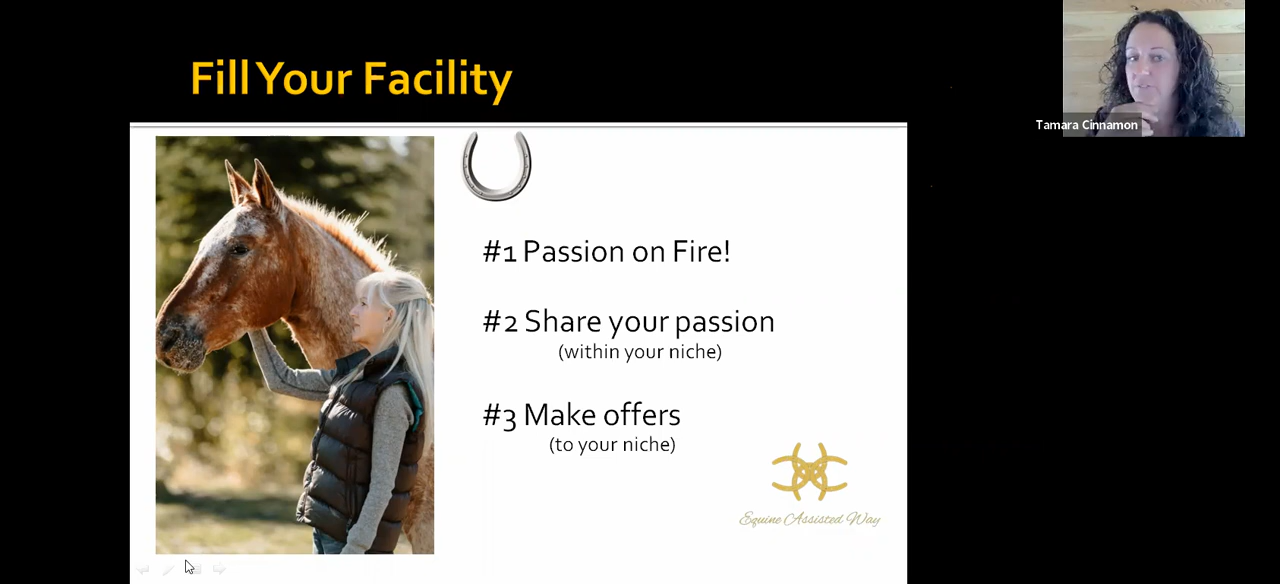 Fill Your Facility
Tamara Cinnamon
#1 Passion on Fire!
#2 Share your passion
(within your niche)
#3 Make offers
(to your niche)
Equine Assisted Way